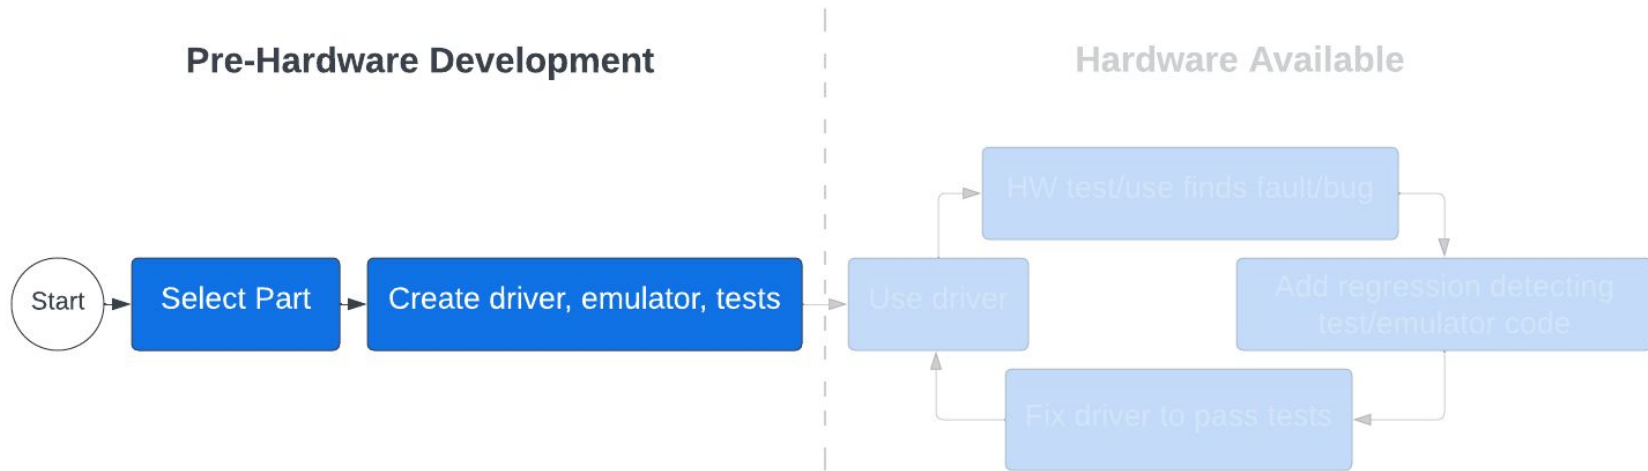 Pre-Hardware Development
Hardware Available
HW test/use finds fault/bug
Start
Select Part
Create driver, emulator, tests
Use driver
Add regression detecting
test/emulator code
Fix driver to pass tests